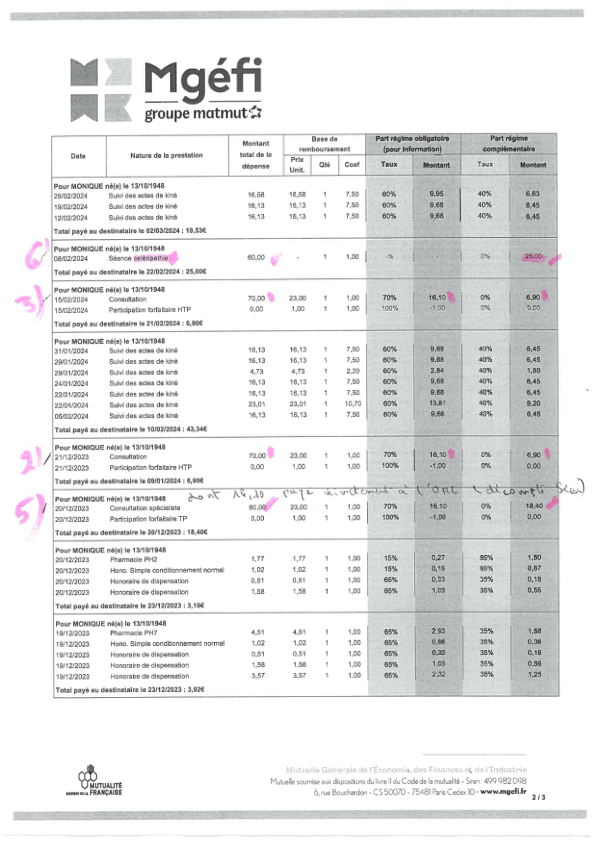 Mgéfi
groupe matmut
Date Nature de la prestation Montant total de la dépense Base de remboursement Part régime obligatoire (pour information) Part régime complémentaire
Prix Unit. Qté Coef Taux Montant Taux Montant
Pour MONIQUE né(e) le 13/10/1948
26/02/2024 Suivi des actes de kiné 16,58 16,58 1 7,50 60% 9,95 40% 6,63
19/02/2024 Suivi des actes de kiné 16,13 16,13 1 7,50 60% 9,68 40% 6,45
12/02/2024 Suivi des actes de kiné 16,13 16,13 1 7,50 60% 9,68 40% 6,45
Total payé au destinataire le 02/03/2024 : 19,53€
6)
Pour MONIQUE né(e) le 13/10/1948
08/02/2024 Séance ostéopathie 60,00 - 1 1,00 -% - 0% 25,00
Total payé au destinataire le 22/02/2024 : 25,00€
3)
Pour MONIQUE né(e) le 13/10/1948
15/02/2024 Consultation 70,00 23,00 1 1,00 70% 16,10 0% 6,90
15/02/2024 Participation forfaitaire HTP 0,00 1,00 1 1,00 100% -1,00 0% 0,00
Total payé au destinataire le 21/02/2024 : 6,90€
Pour MONIQUE né(e) le 13/10/1948
31/01/2024 Suivi des actes de kiné 16,13 16,13 1 7,50 60% 9,68 40% 6,45
29/01/2024 Suivi des actes de kiné 16,13 16,13 1 7,50 60% 9,68 40% 6,45
29/01/2024 Suivi des actes de kiné 4,73 4,73 1 2,20 60% 2,84 40% 1,89
24/01/2024 Suivi des actes de kiné 16,13 16,13 1 7,50 60% 9,68 40% 6,45
22/01/2024 Suivi des actes de kiné 16,13 16,13 1 7,50 60% 9,68 40% 6,45
22/01/2024 Suivi des actes de kiné 23,01 23,01 1 10,70 60% 13,81 40% 9,20
05/02/2024 Suivi des actes de kiné 16,13 16,13 1 7,50 60% 9,68 40% 6,45
Total payé au destinataire le 10/02/2024 : 43,34€
2)
Pour MONIQUE né(e) le 13/10/1948
21/12/2023 Consultation 70,00 23,00 1 1,00 70% 16,10 0% 6,90
21/12/2023 Participation forfaitaire HTP 0,00 1,00 1 1,00 100% -1,00 0% 0,00
Total payé au destinataire le 09/01/2024 : 6,90€
dont 16,10 payé directement à l'ORL (décompte
5)
Pour MONIQUE né(e) le 13/10/1948
20/12/2023 Consultation spécialiste 60,00 23,00 1 1,00 70% 16,10 0% 18,40
20/12/2023 Participation forfaitaire TP 0,00 1,00 1 1,00 100% -1,00 0% 0,00
Total payé au destinataire le 30/12/2023 : 18,40€
Pour MONIQUE né(e) le 13/10/1948
20/12/2023 Pharmacie PH2 1,77 1,77 1 1,00 15% 0,27 85% 1,50
20/12/2023 Hono. Simple conditionnement normal 1,02 1,02 1 1,00 15% 0,15 85% 0,87
20/12/2023 Honoraire de dispensation 0,51 0,51 1 1,00 65% 0,33 35% 0,18
20/12/2023 Honoraire de dispensation 1,58 1,58 1 1,00 65% 1,03 35% 0,55
Total payé au destinataire le 23/12/2023 : 3,10€
Pour MONIQUE né(e) le 13/10/1948
19/12/2023 Pharmacie PH7 4,51 4,51 1 1,00 65% 2,93 35% 1,58
19/12/2023 Hono. Simple conditionnement normal 1,02 1,02 1 1,00 65% 0,66 35% 0,36
19/12/2023 Honoraire de dispensation 0,51 0,51 1 1,00 65% 0,33 35% 0,18
19/12/2023 Honoraire de dispensation 1,58 1,58 1 1,00 65% 1,03 35% 0,55
19/12/2023 Honoraire de dispensation 3,57 3,57 1 1,00 65% 2,32 35% 1,25
Total payé au destinataire le 23/12/2023 : 3,92€
MUTUALITÉ
FRANÇAISE
Mutuelle Générale de l'Économie, des Finances et de l'Industrie
Mutuelle soumise aux dispositions du livre II du Code de la mutualité - Siren : 499 982 098
6, rue Bouchardon - CS 50070 - 75481 Paris Cedex 10 - www.mgefi.fr
2 / 3